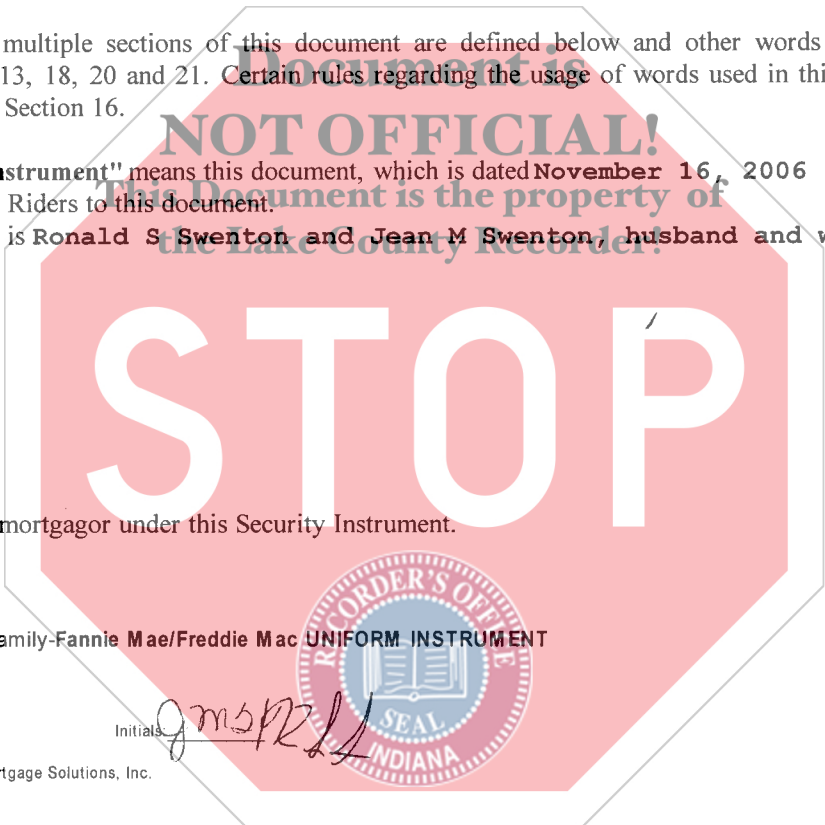 multiple sections of this document are defined below and other words
Document is
13, 18, 20 and 21. Certain rules regarding the usage of words used in thi
Section 16.
NOT OFFICIAL!
strument" means this document, which is dated November 16, 2006
This Document is the property of
Riders to this document.
is Ronald S Swenton and Jean M Swenton, husband and w
the Lake County Recorder!
STOP
mortgagor under this Security Instrument.
RECORDER'S OFFICE
amily-Fannie Mae/Freddie Mac UNIFORM INSTRUMENT
SEAL
INDIANA
Initials: JMS RSS
rtgage Solutions, Inc.